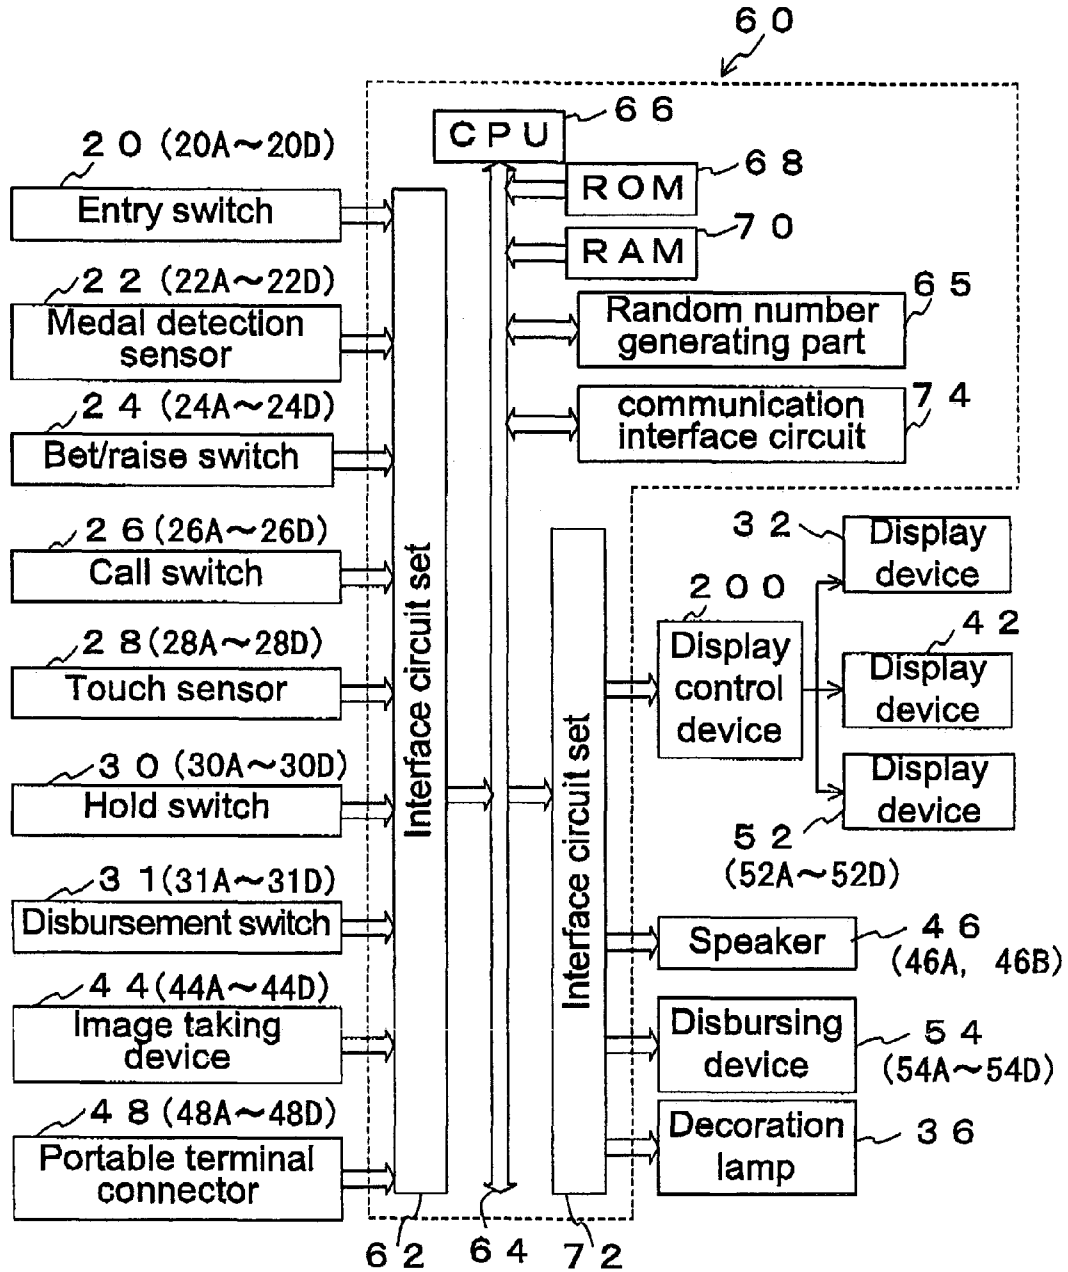 60
CPU
66
ROM
68
RAM
70
Random number
generating part
65
communication
interface circuit
74
20 (20A～20D)
Entry switch
22 (22A～22D)
Medal detection
sensor
24 (24A～24D)
Bet/raise switch
26 (26A～26D)
Call switch
28 (28A～28D)
Touch sensor
30 (30A～30D)
Hold switch
31 (31A～31D)
Disbursement switch
44 (44A～44D)
Image taking
device
48 (48A～48D)
Portable terminal
connector
Interface circuit set
62
64
Interface circuit set
72
200
Display
control
device
32
Display
device
42
Display
device
Display
device
52
(52A～52D)
Speaker
46
(46A, 46B)
Disbursing
device
54
(54A～54D)
Decoration
lamp
36